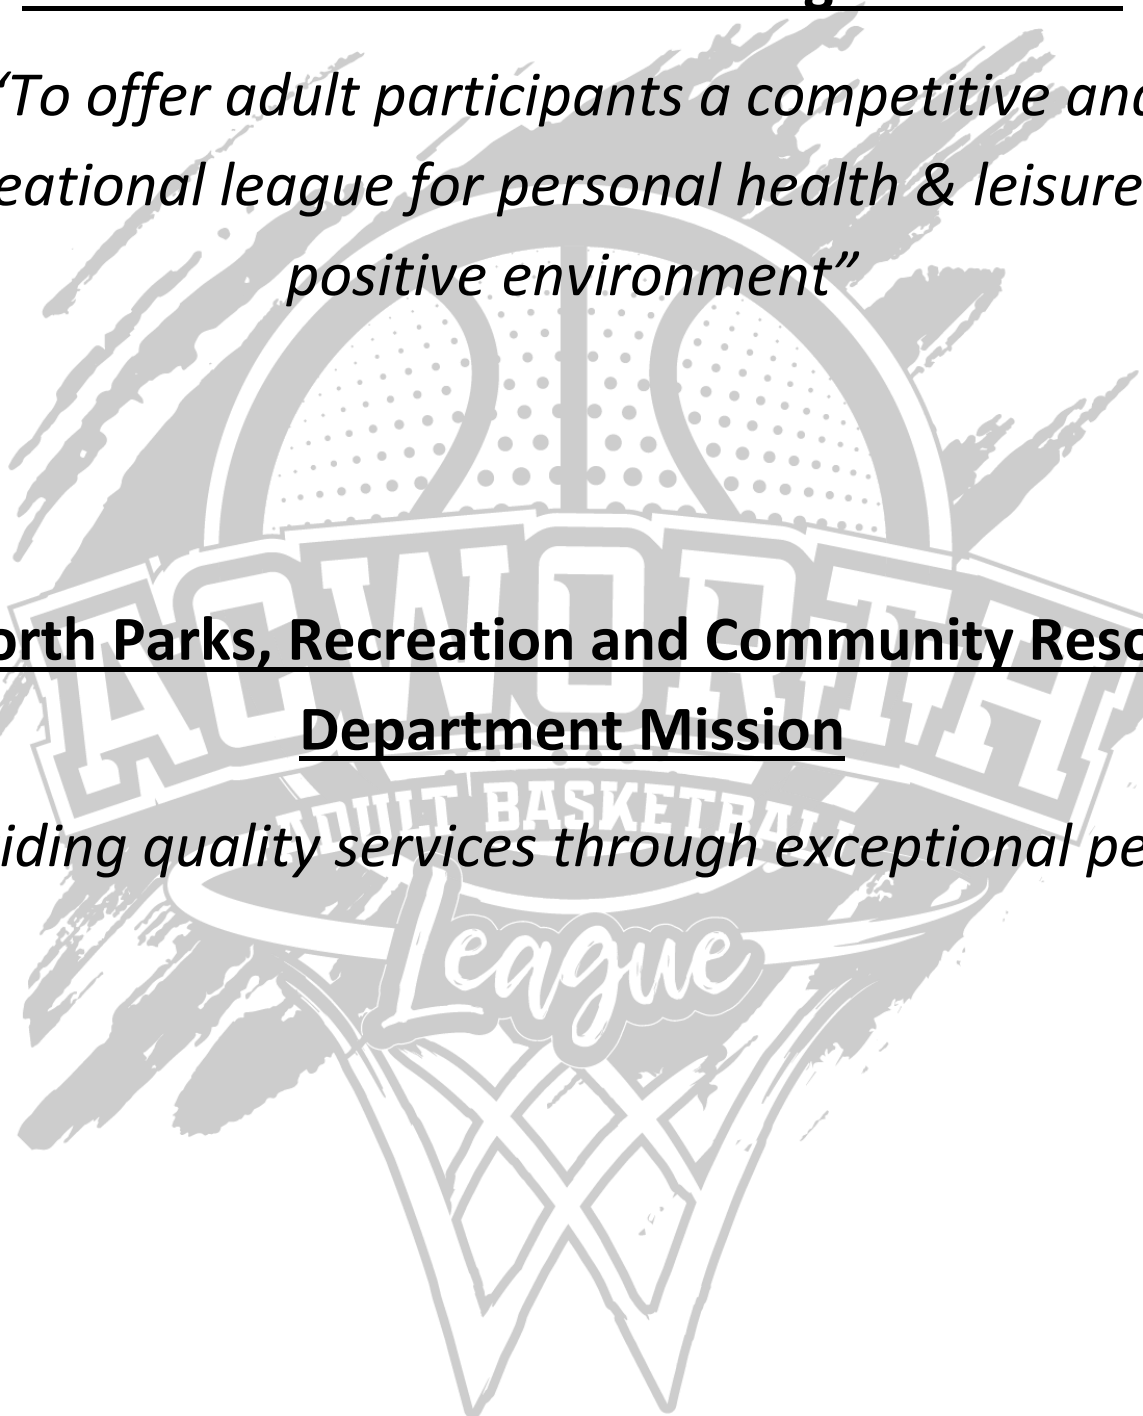 “To offer adult participants a competitive and
eational league for personal health & leisure
positive environment”
ACWORTH
orth Parks, Recreation and Community Reso
Department Mission
ADULT BASKETBALL
iding quality services through exceptional pe
League